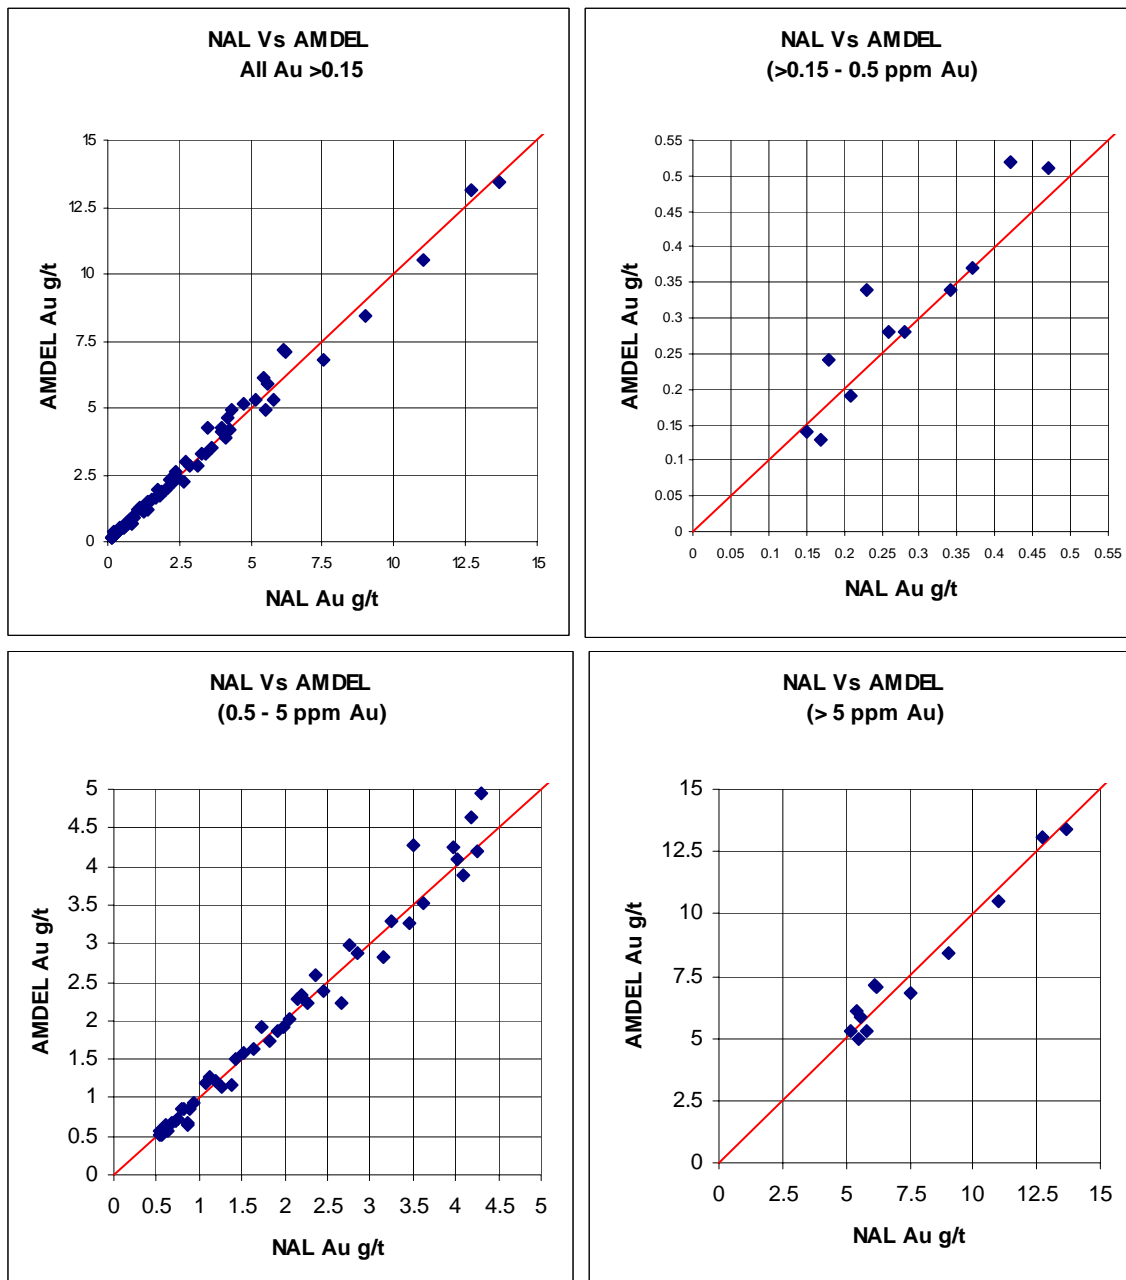 NAL Vs AMDEL
All Au >0.15
15
12.5
10
7.5
5
2.5
0
AMDEL Au g/t
0 2.5 5 7.5 10 12.5 15
NAL Au g/t
NAL Vs AMDEL
(>0.15 - 0.5 ppm Au)
0.55
0.5
0.45
0.4
0.35
0.3
0.25
0.2
0.15
0.1
0.05
0
AMDEL Au g/t
0 0.05 0.1 0.15 0.2 0.25 0.3 0.35 0.4 0.45 0.5 0.55
NAL Au g/t
NAL Vs AMDEL
(0.5 - 5 ppm Au)
5
4.5
4
3.5
3
2.5
2
1.5
1
0.5
0
AMDEL Au g/t
0 0.5 1 1.5 2 2.5 3 3.5 4 4.5 5
NAL Au g/t
NAL Vs AMDEL
(> 5 ppm Au)
15
12.5
10
7.5
5
2.5
0
AMDEL Au g/t
0 2.5 5 7.5 10 12.5 15
NAL Au g/t